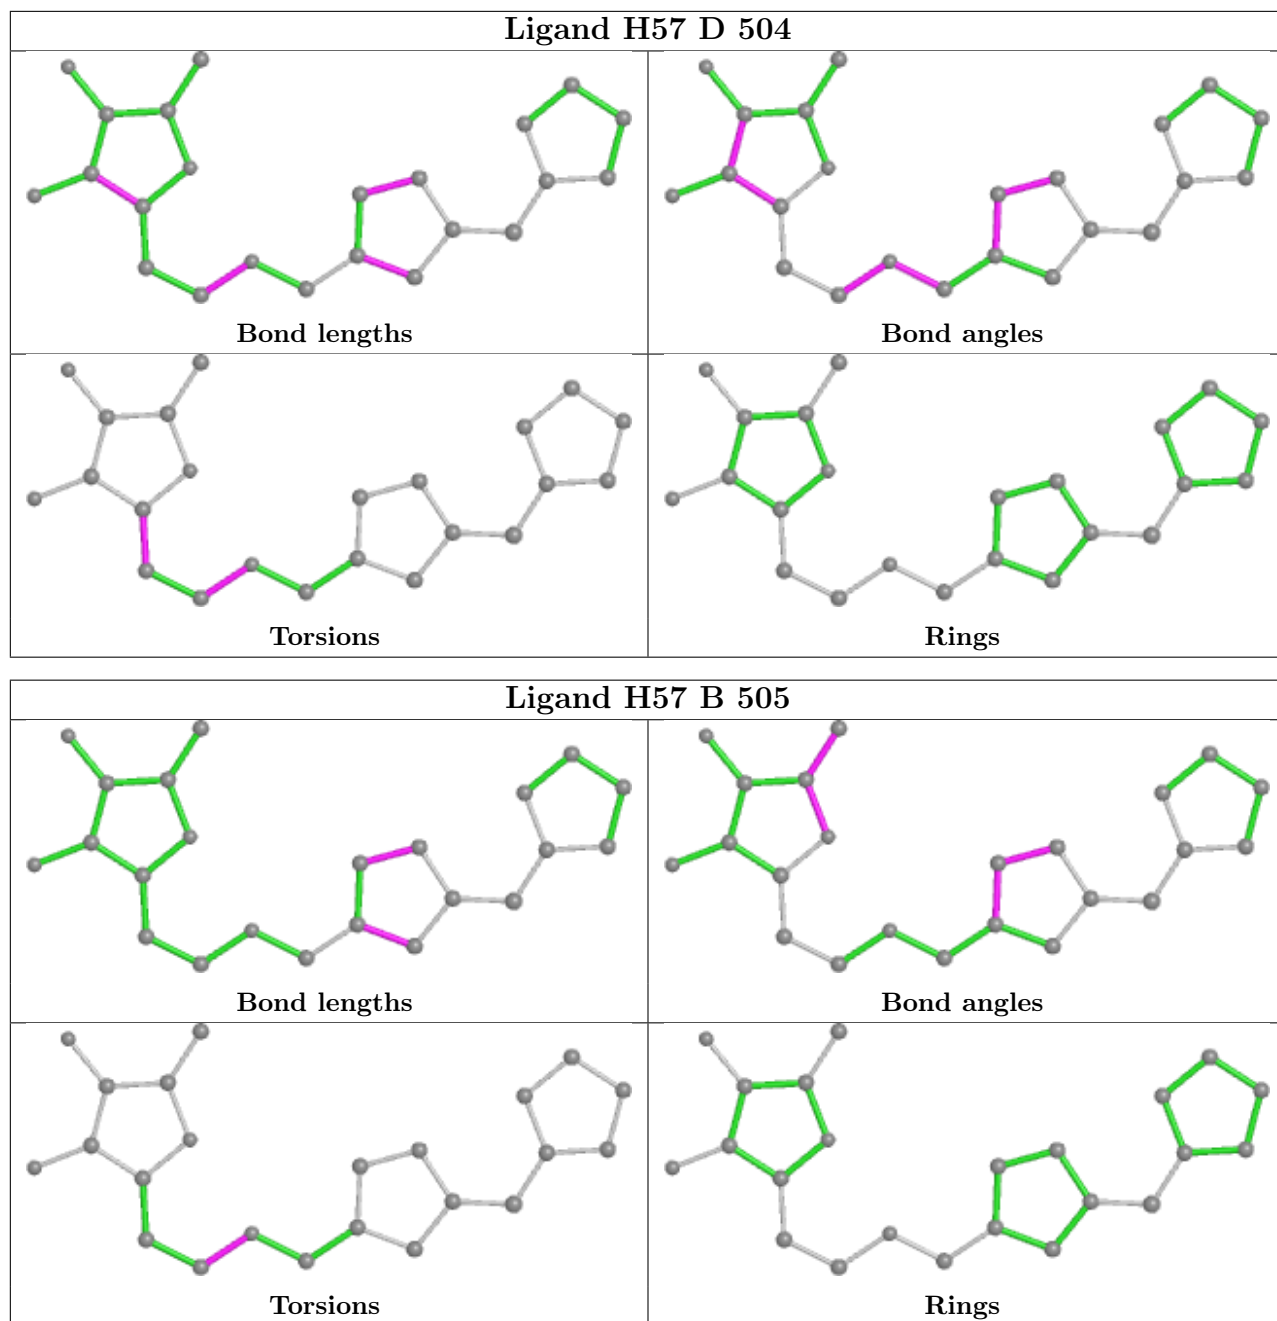 Ligand H57 D 504
Bond lengths
Bond angles
Torsions
Rings
Ligand H57 B 505
Bond lengths
Bond angles
Torsions
Rings